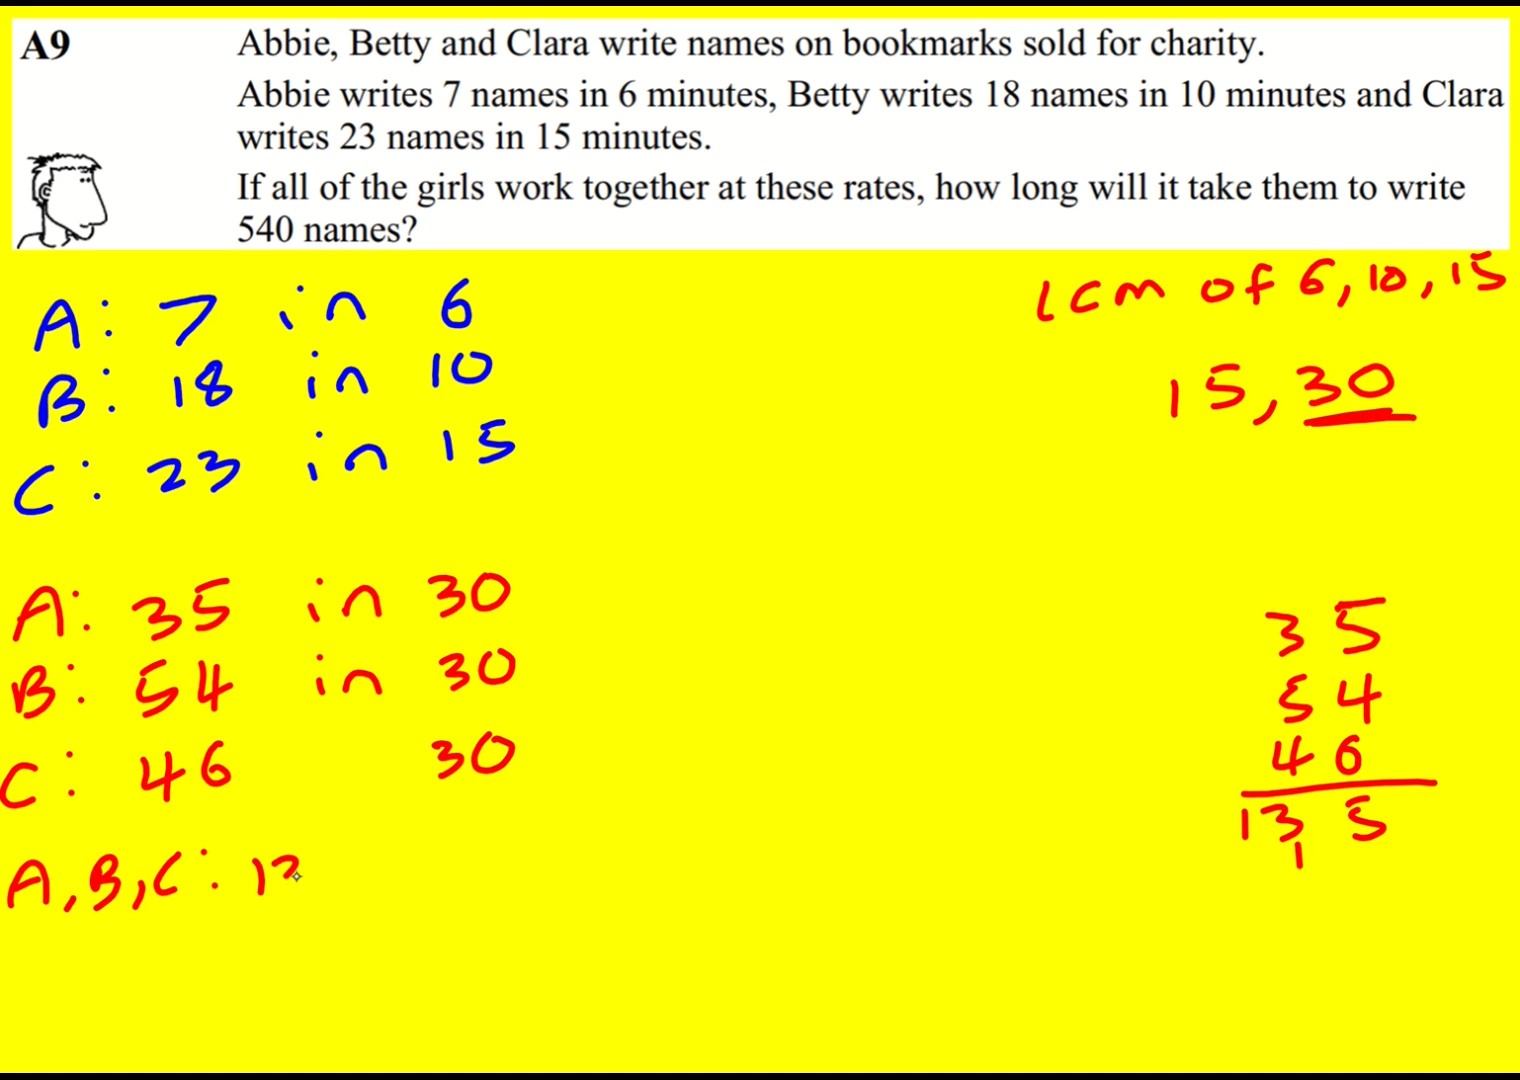 A9 Abbie, Betty and Clara write names on bookmarks sold for charity.
Abbie writes 7 names in 6 minutes, Betty writes 18 names in 10 minutes and Clara
writes 23 names in 15 minutes.
If all of the girls work together at these rates, how long will it take them to write
540 names?
A: 7 in 6
B: 18 in 10
C: 23 in 15
LCM of 6, 10, 15
15, 30
A: 35 in 30
B: 54 in 30
C: 46 30
A, B, C: 13
35
54
46
135
1